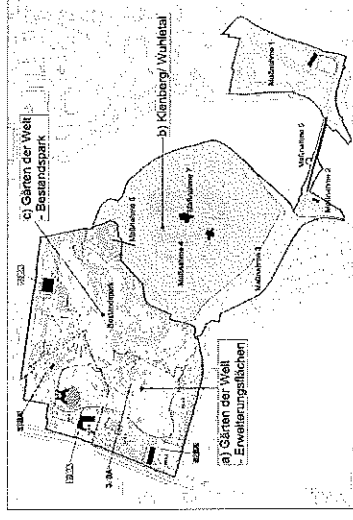 c) Gärten der Welt
- Bestandspark
b) Kienberg/ Wuhletal
a) Gärten der Welt
- Erweiterungsflächen
Bestandspark
Maßnahme 6
Maßnahme 4
Maßnahme 7
Maßnahme 3
Maßnahme 5
Maßnahme 2
Maßnahme 1